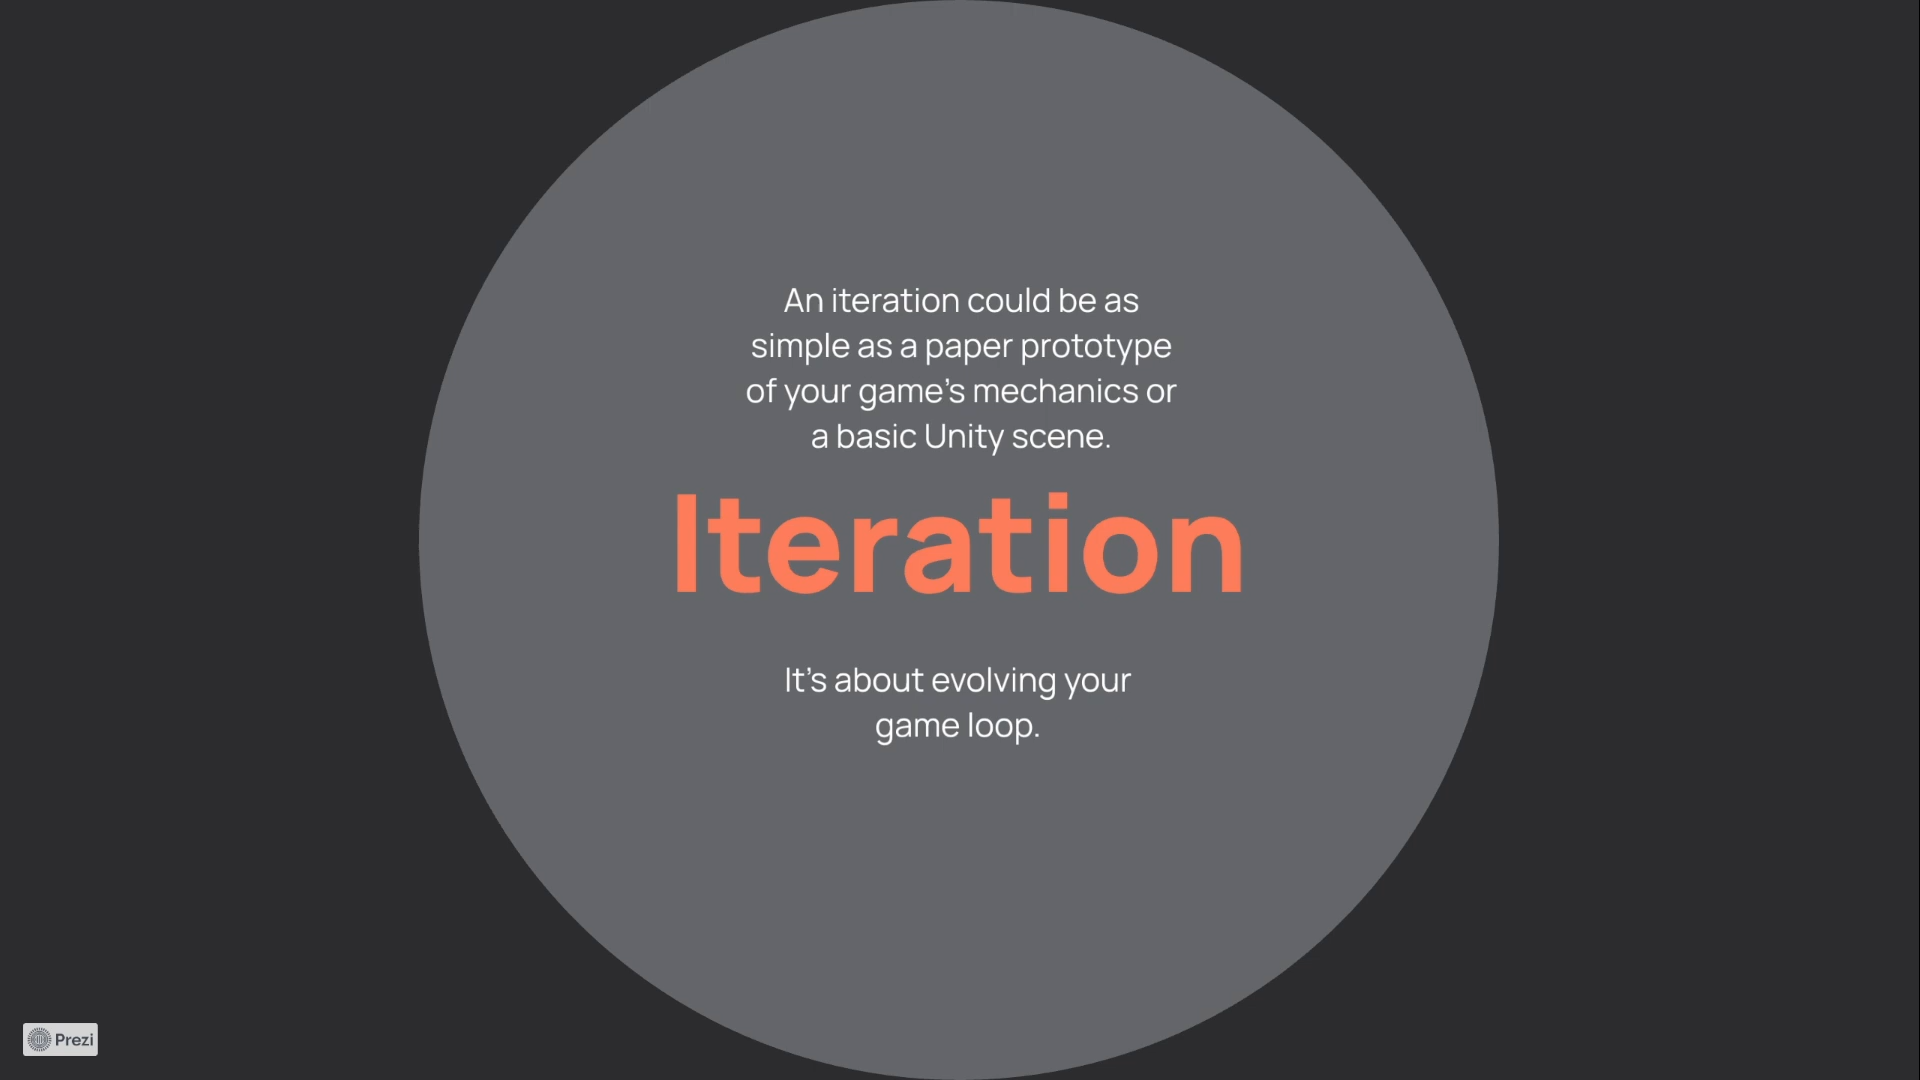 An iteration could be as
simple as a paper prototype
of your game’s mechanics or
a basic Unity scene.
Iteration
It’s about evolving your
game loop.
Prezi